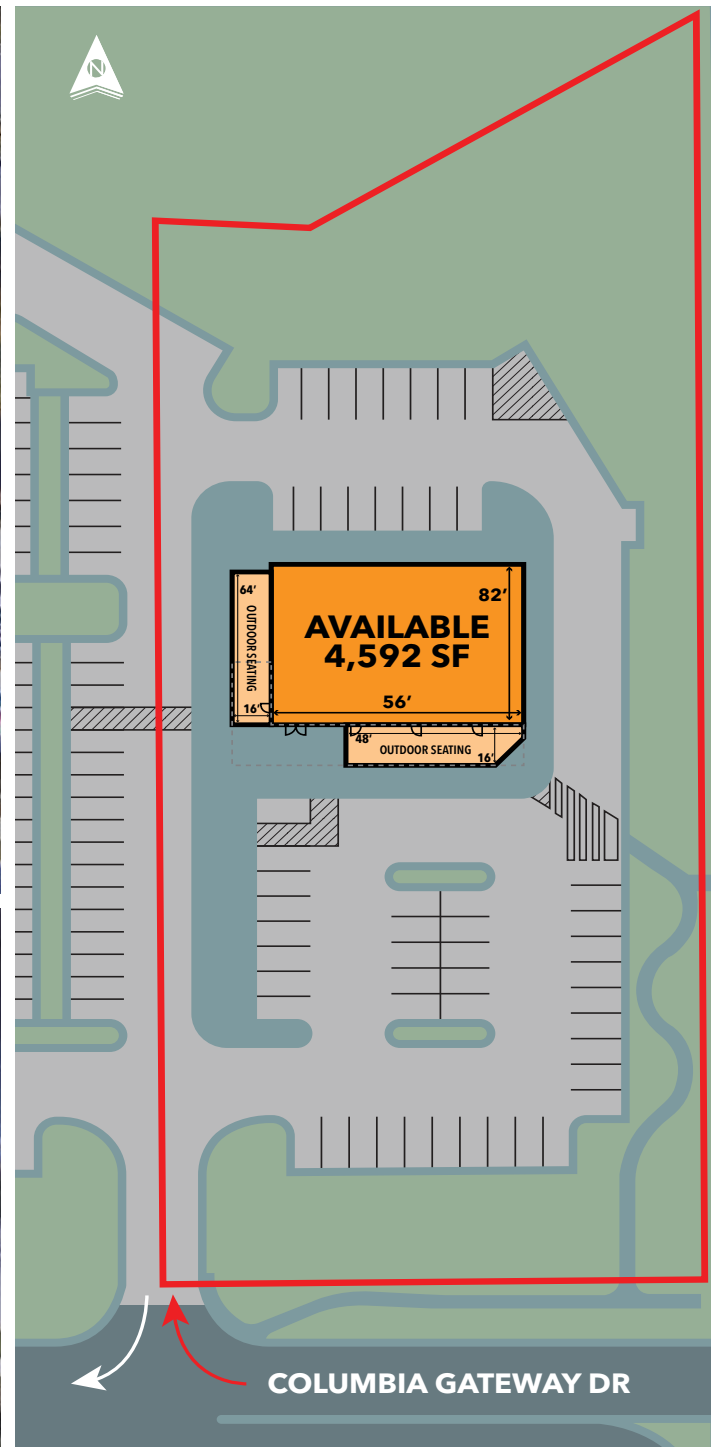 N
64'
OUTDOOR SEATING
16'
AVAILABLE
4,592 SF
82'
56'
48'
OUTDOOR SEATING
16'
COLUMBIA GATEWAY DR